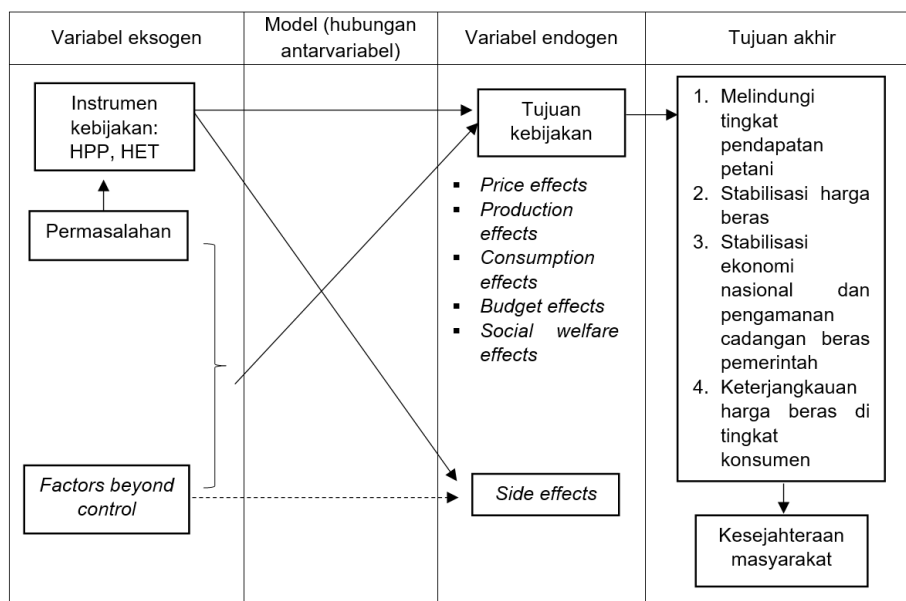 Variabel eksogen
Model (hubungan
antarvariabel)
Variabel endogen
Tujuan akhir
Instrumen
kebijakan:
HPP, HET
Permasalahan
Factors beyond
control
Tujuan
kebijakan
▪ Price effects
▪ Production
effects
▪ Consumption
effects
▪ Budget effects
▪ Social welfare
effects
Side effects
1. Melindungi
tingkat
pendapatan
petani
2. Stabilisasi harga
beras
3. Stabilisasi
ekonomi
nasional dan
pengamanan
cadangan beras
pemerintah
4. Keterjangkauan
harga beras di
tingkat
konsumen
Kesejahteraan
masyarakat